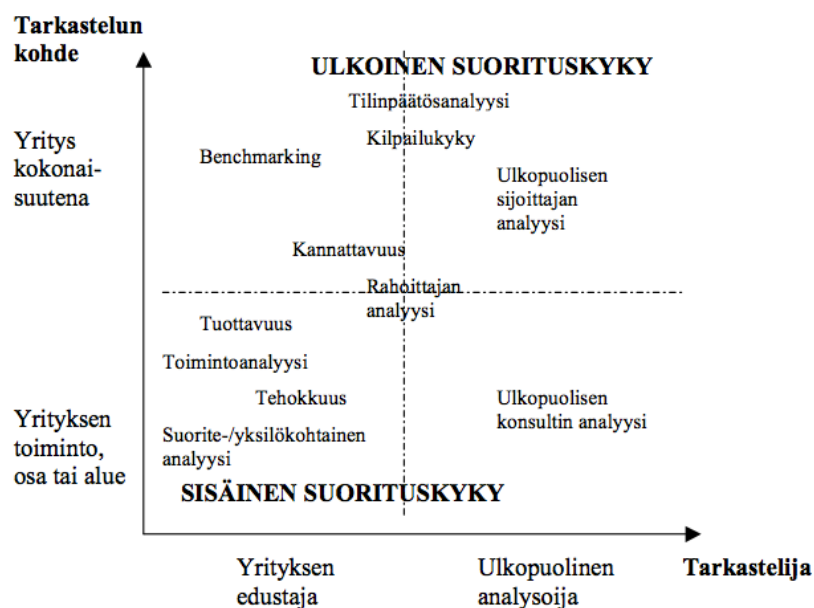 Tarkastelun
kohde
ULKOINEN SUORITUSKYKY
Tilinpäätösanalyysi
Yritys
kokonai-
suutena
Kilpailukyky
Benchmarking
Ulkopuolisen
sijoittajan
analyysi
Kannattavuus
Rahoittajan
analyysi
Tuottavuus
Toimintoanalyysi
Tehokkuus
Ulkopuolisen
konsultin analyysi
Yrityksen
toiminto,
osa tai alue
Suorite-/yksilökohtainen
analyysi
SISÄINEN SUORITUSKYKY
Yrityksen
edustaja
Ulkopuolinen
analysoija
Tarkastelija